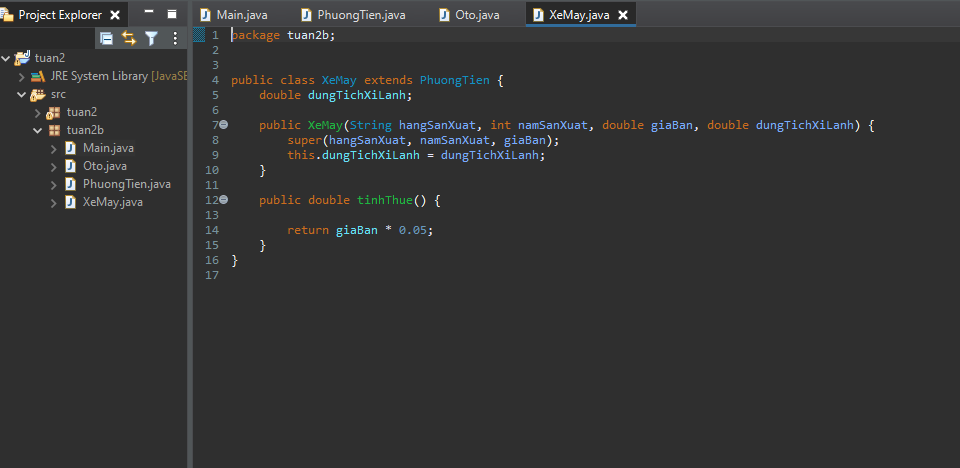 Project Explorer
tuan2
JRE System Library [JavaSE
src
tuan2
tuan2b
Main.java
Oto.java
PhuongTien.java
XeMay.java
Main.java
PhuongTien.java
Oto.java
XeMay.java
1 package tuan2b;
2
3
4 public class XeMay extends PhuongTien {
5 double dungTichXiLanh;
6
7 public XeMay(String hangSanXuat, int namSanXuat, double giaBan, double dungTichXiLanh) {
8 super(hangSanXuat, namSanXuat, giaBan);
9 this.dungTichXiLanh = dungTichXiLanh;
10 }
11
12 public double tinhThue() {
13
14 return giaBan * 0.05;
15 }
16 }
17